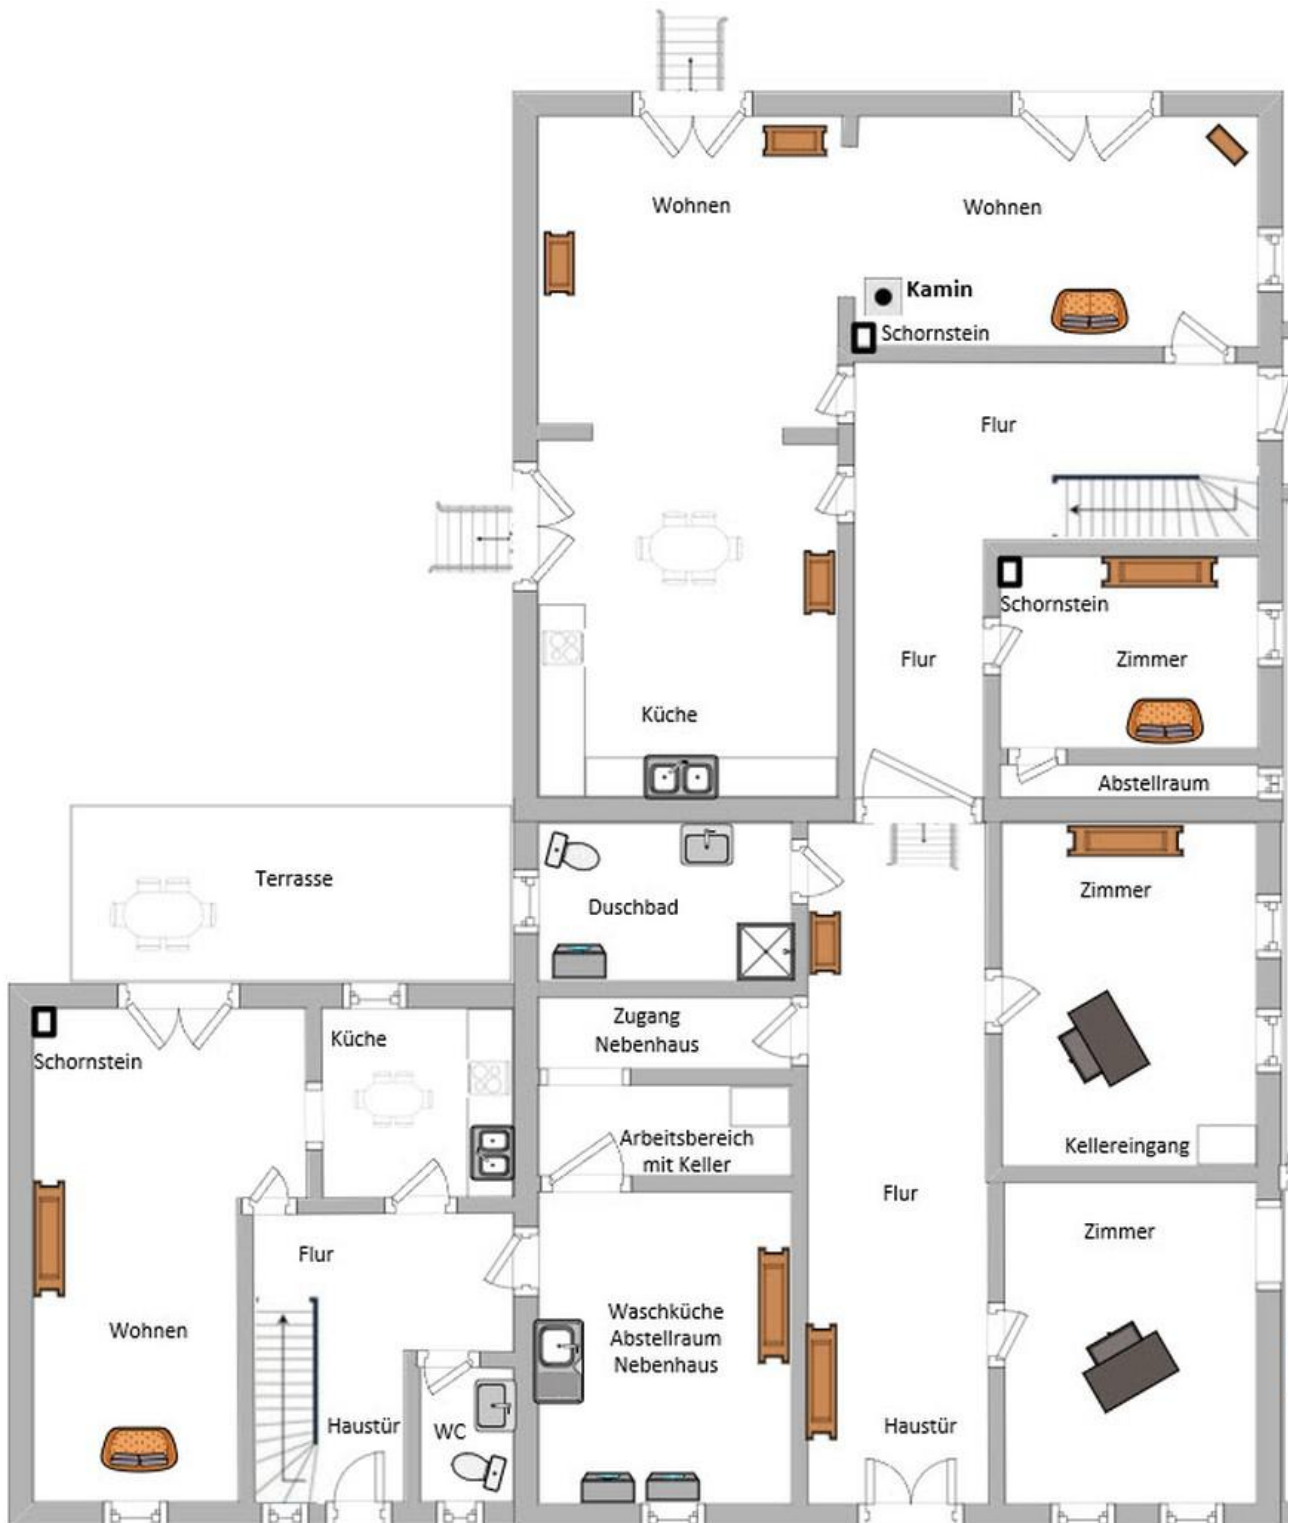 Wohnen
Wohnen
Kamin
Schornstein
Flur
Schornstein
Flur
Zimmer
Küche
Abstellraum
Terrasse
Duschbad
Zimmer
Zugang
Nebenhaus
Küche
Schornstein
Arbeitsbereich
mit Keller
Kellereingang
Flur
Zimmer
Flur
Wohnen
Waschküche
Abstellraum
Nebenhaus
Haustür
WC
Haustür